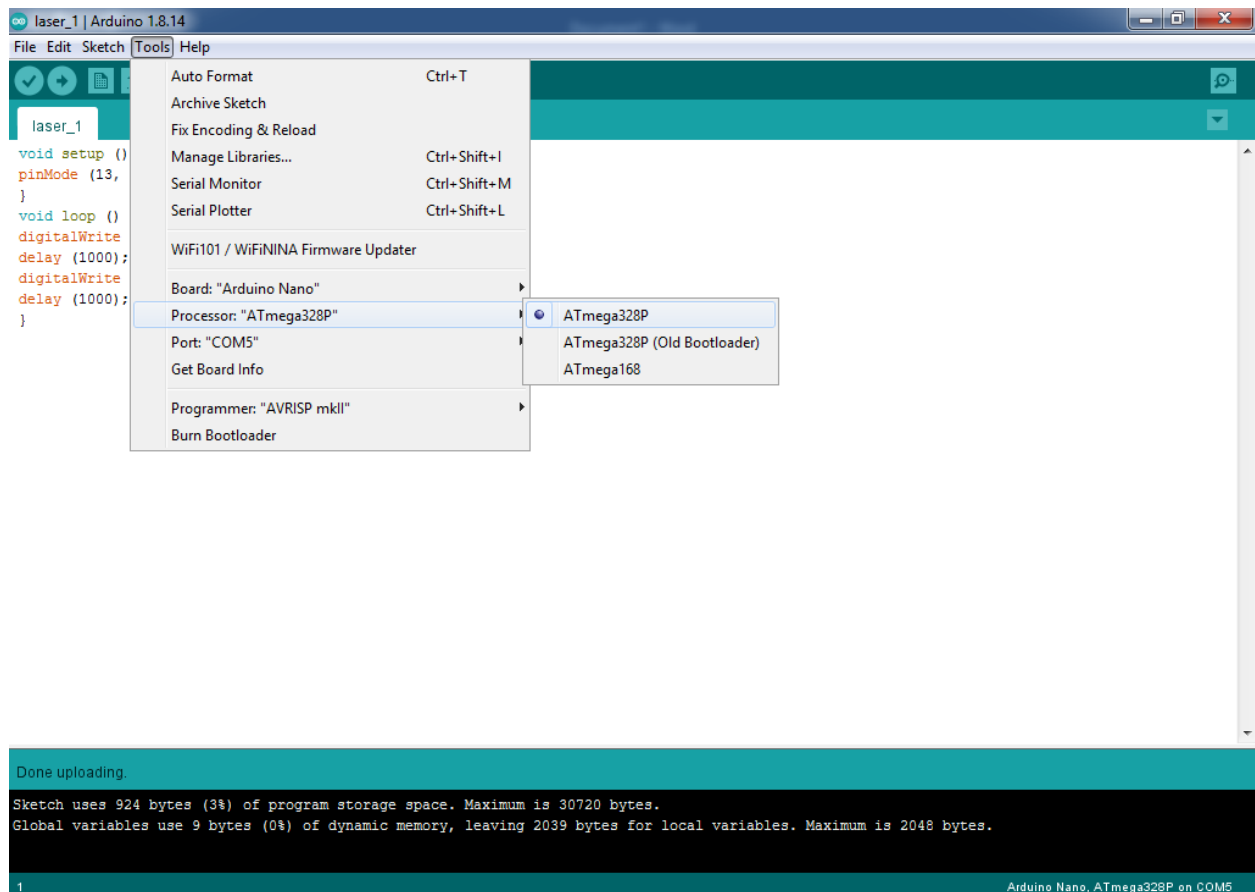 laser_1 | Arduino 1.8.14
File Edit Sketch Tools Help
laser_1
void setup ()
pinMode (13,
}
void loop ()
digitalWrite
delay (1000);
digitalWrite
delay (1000);
}
Auto Format Ctrl+T
Archive Sketch
Fix Encoding & Reload
Manage Libraries... Ctrl+Shift+I
Serial Monitor Ctrl+Shift+M
Serial Plotter Ctrl+Shift+L
WiFi101 / WiFiNINA Firmware Updater
Board: "Arduino Nano"
Processor: "ATmega328P"
Port: "COM5"
Get Board Info
Programmer: "AVRISP mkII"
Burn Bootloader
ATmega328P
ATmega328P (Old Bootloader)
ATmega168
Done uploading.
Sketch uses 924 bytes (3%) of program storage space. Maximum is 30720 bytes.
Global variables use 9 bytes (0%) of dynamic memory, leaving 2039 bytes for local variables. Maximum is 2048 bytes.
1 Arduino Nano, ATmega328P on COM5